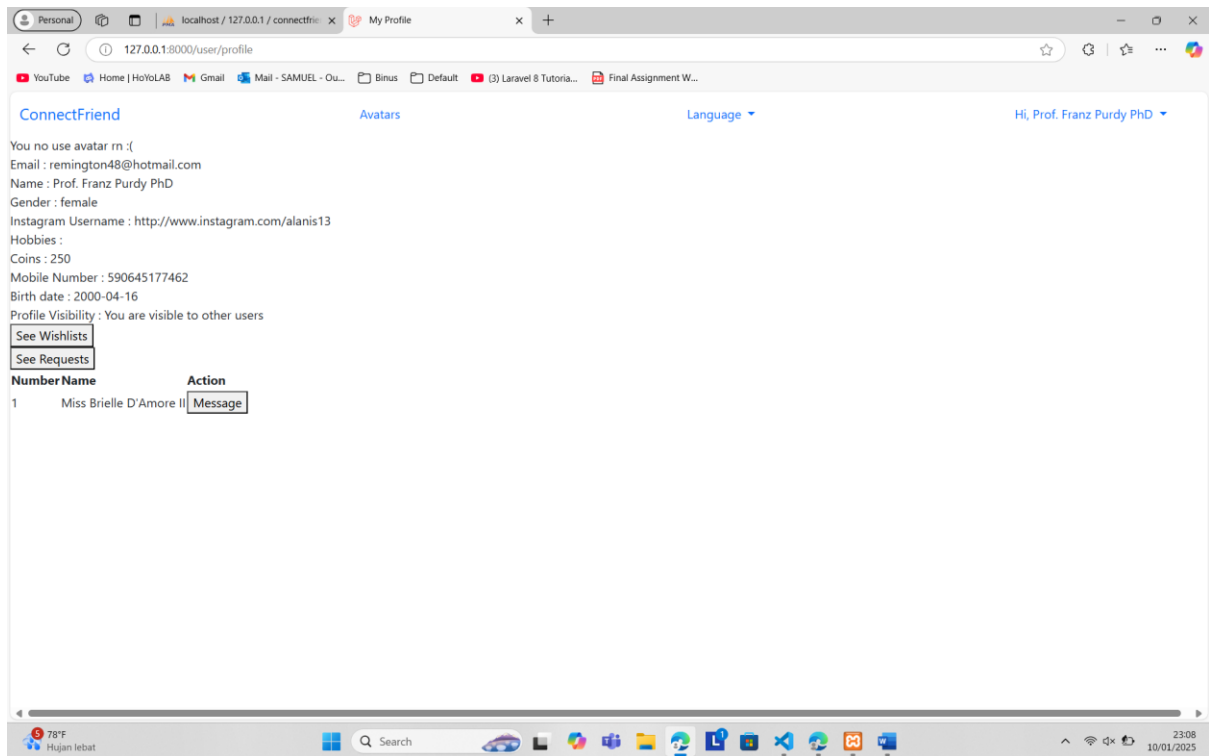 Personal
localhost / 127.0.0.1 / connectfrie
My Profile
127.0.0.1:8000/user/profile
YouTube Home | HoYoLAB Gmail Mail - SAMUEL - Ou... Binus Default (3) Laravel 8 Tutoria... Final Assignment W...
ConnectFriend Avatars Language Hi, Prof. Franz Purdy PhD
You no use avatar rn :(
Email : remington48@hotmail.com
Name : Prof. Franz Purdy PhD
Gender : female
Instagram Username : http://www.instagram.com/alanis13
Hobbies :
Coins : 250
Mobile Number : 590645177462
Birth date : 2000-04-16
Profile Visibility : You are visible to other users
See Wishlists
See Requests
Number Name Action
1 Miss Brielle D'Amore II Message
5 78°F
Hujan lebat
Search
23:08
10/01/2025